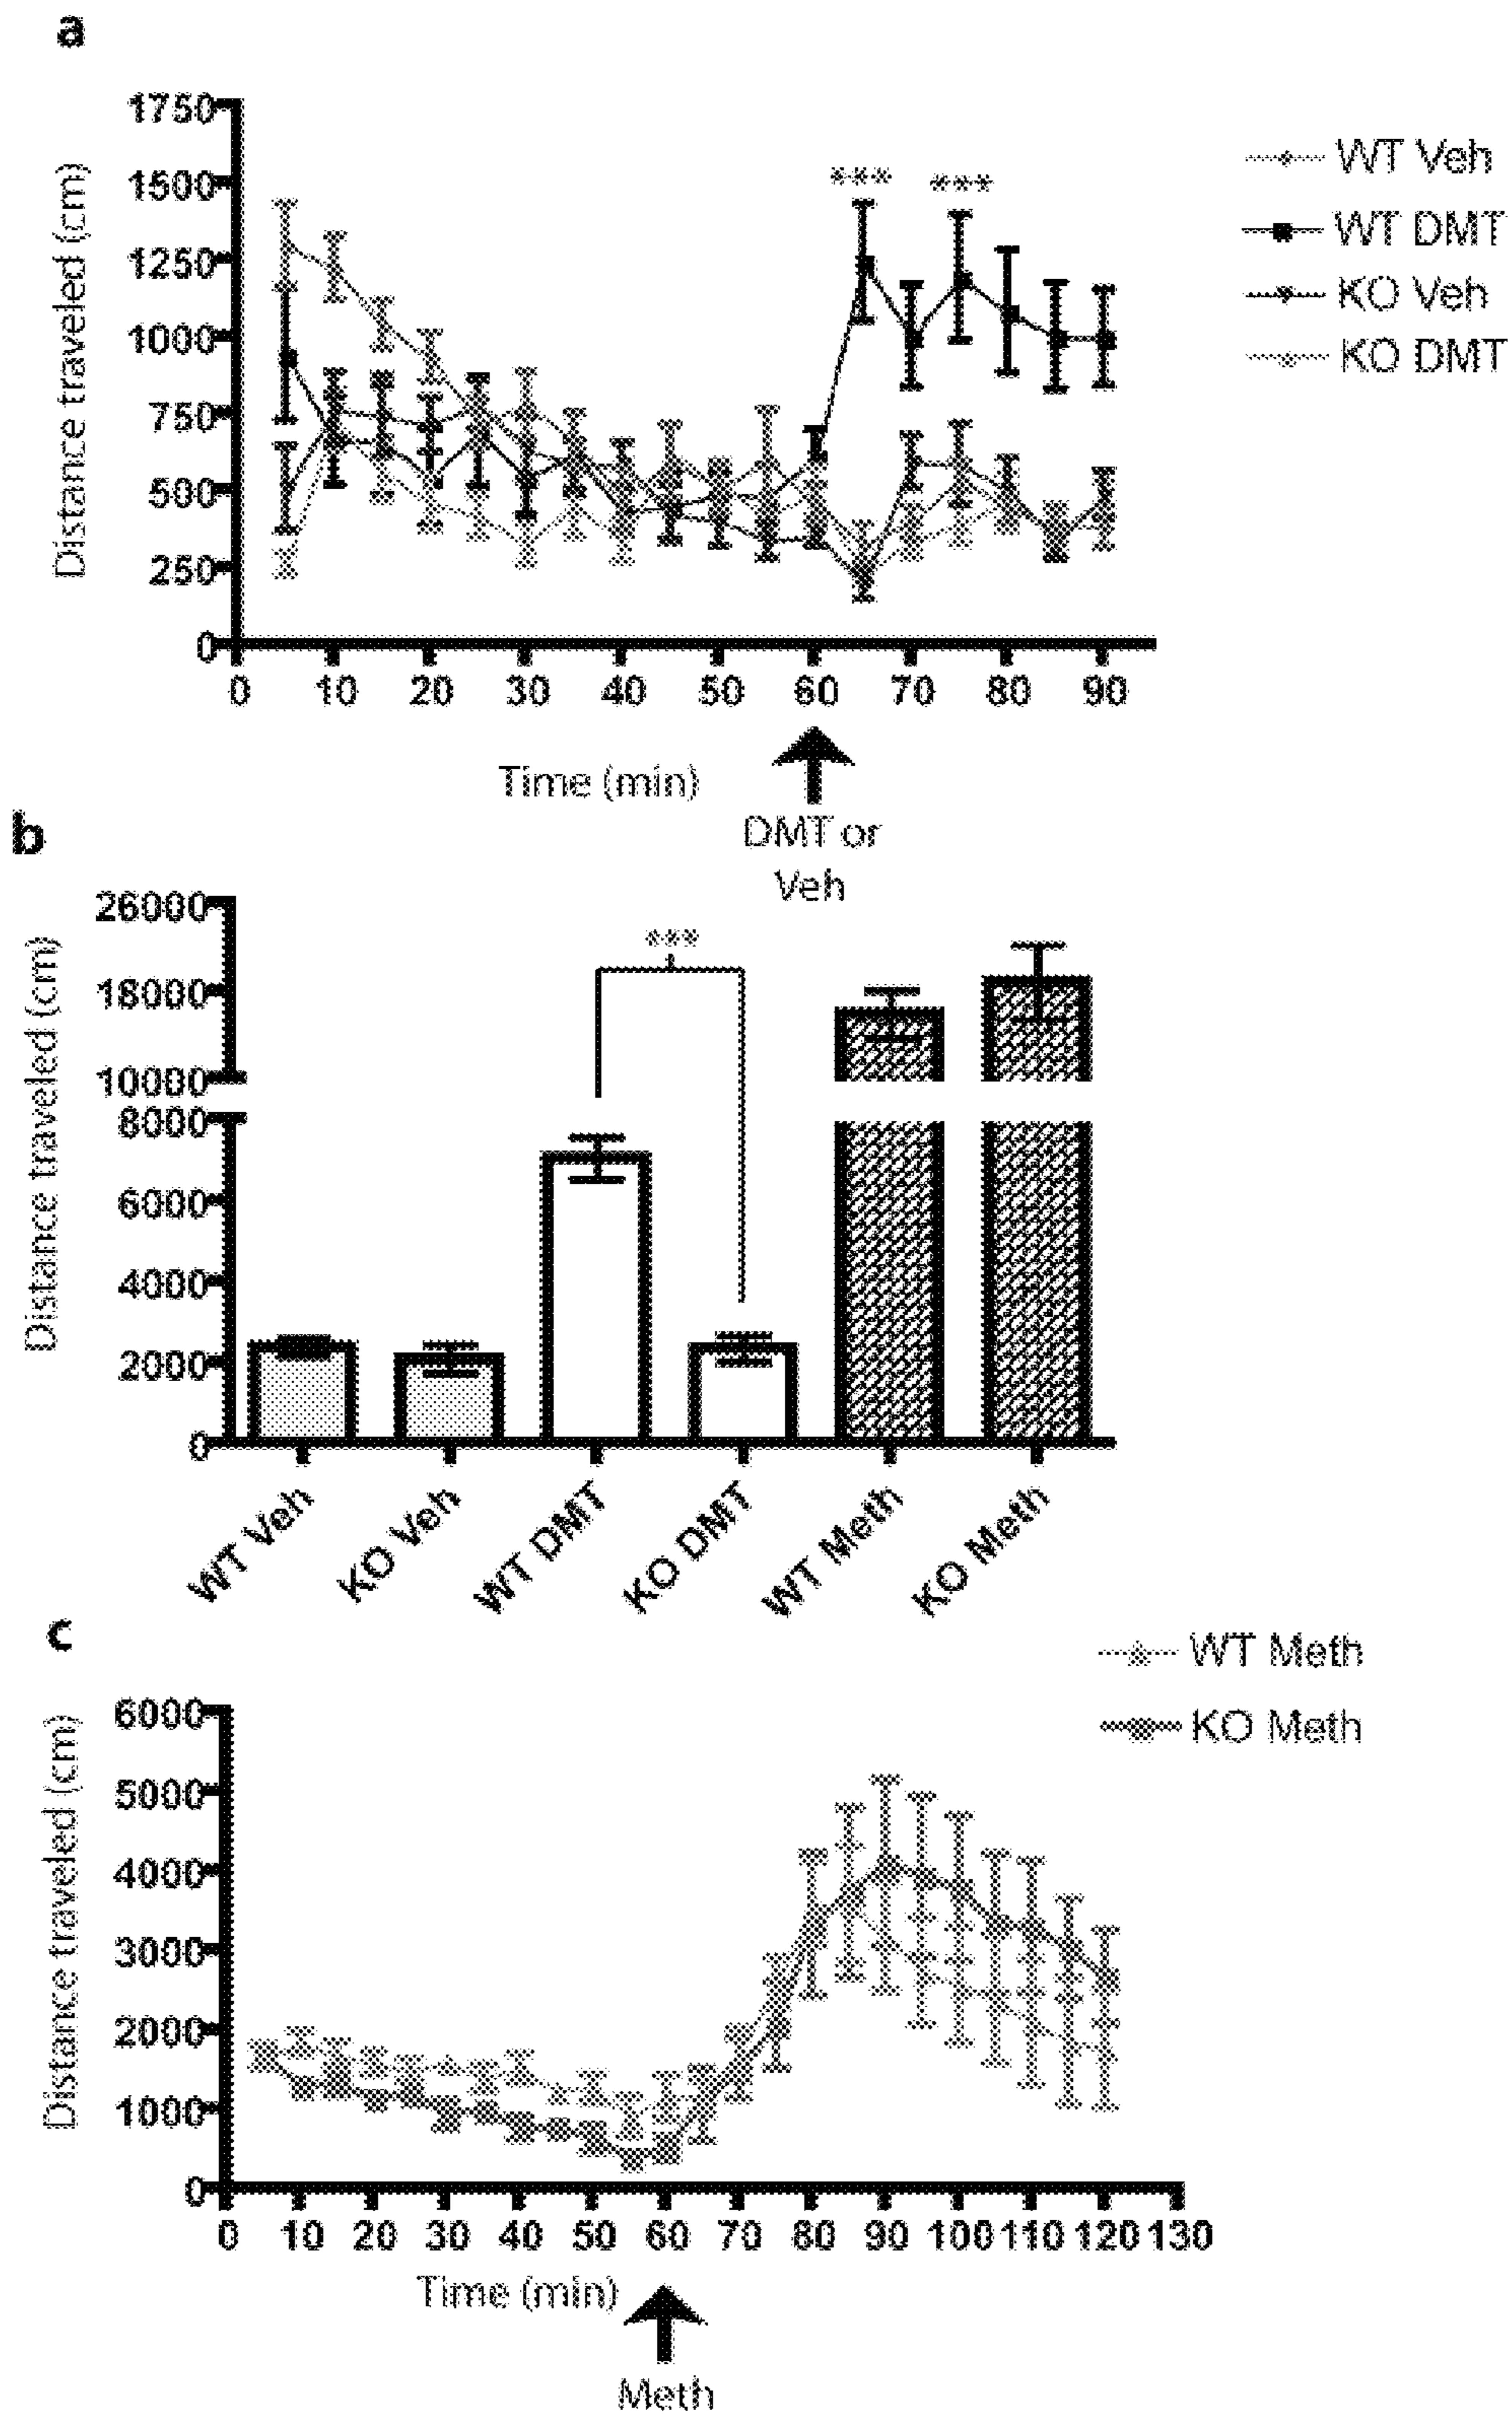 a
Distance traveled (cm)
1750
1500
1250
1000
750
500
250
0
*** ***
WT Veh
WT DMT
KO Veh
KO DMT
0 10 20 30 40 50 60 70 80 90
Time (min)
DMT or
Veh
b
Distance traveled (cm)
26000
18000
10000
8000
6000
4000
2000
0
***
WT Veh
KO Veh
WT DMT
KO DMT
WT Meth
KO Meth
c
WT Meth
KO Meth
Distance traveled (cm)
6000
5000
4000
3000
2000
1000
0
0 10 20 30 40 50 60 70 80 90 100 110 120 130
Time (min)
Meth